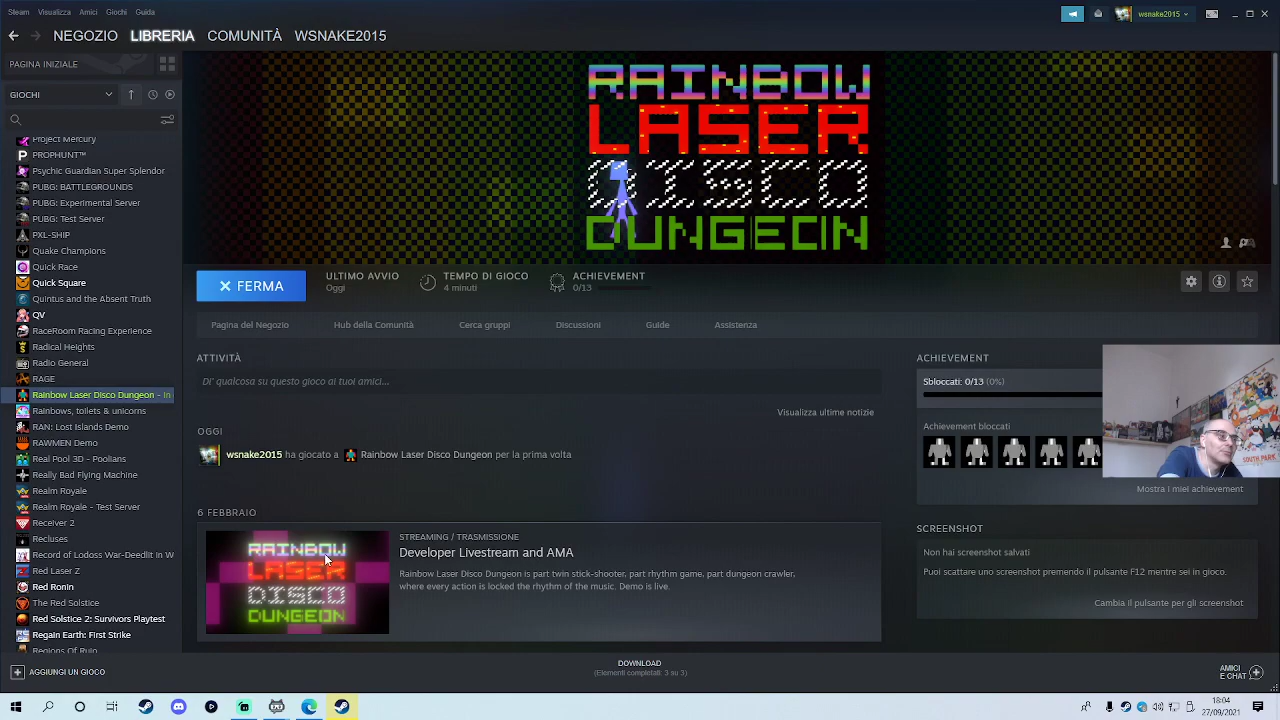 Steam Visualizza Amici Giochi Guida
wsnake2015
NEGOZIO LIBRERIA COMUNITÀ WSNAKE2015
PAGINA INIZIALE
GIOCHI
Project Mercury
PROPHUNT™
Psychic Guardian Super Splendor
PUBG: BATTLEGROUNDS
PUBG: Experimental Server
PUBG: Test Server
PXL-SHIP
Quake Champions
Quick Race
Quick Square
Quintus and the Absent Truth
QV
RaceRoom Racing Experience
Radical Heights
Radio General
RAGE
Rainbow Laser Disco Dungeon - In
Rainbows, toilets & unicorns
RAN: Lost Islands Demo
RAWMEN Demo
Real Pool 3D - Poolians
Really Bad Flying Machine
Realm Royale
Realm Royale - Test Server
Receiver 2
Recluses
Record of Lodoss War-Deedlit in W
Red Laser Z
Red Ronin
The Red Solstice
Red Solstice 2: Survivors Playtest
Regain Earth: First Strike
Regions Of Ruin
AGGIUNGI UN GIOCO
RAINBOW
LASER
DISCO
DUNGEON
FERMA
ULTIMO AVVIO
Oggi
TEMPO DI GIOCO
4 minuti
ACHIEVEMENT
0/13
Pagina del Negozio Hub della Comunità Cerca gruppi Discussioni Guide Assistenza
ATTIVITÀ
Di' qualcosa su questo gioco ai tuoi amici...
Visualizza ultime notizie
OGGI
wsnake2015 ha giocato a Rainbow Laser Disco Dungeon per la prima volta
6 FEBBRAIO
RAINBOW
LASER
DISCO
DUNGEON
STREAMING / TRASMISSIONE
Developer Livestream and AMA
Rainbow Laser Disco Dungeon is part twin stick-shooter, part rhythm game, part dungeon crawler,
where every action is locked the rhythm of the music. Demo is live.
ACHIEVEMENT
Sbloccati: 0/13 (0%)
Achievement bloccati
Mostra i miei achievement
SOUTH PARK
SCREENSHOT
Non hai screenshot salvati
Puoi scattare uno screenshot premendo il pulsante F12 mentre sei in gioco.
Cambia il pulsante per gli screenshot
DOWNLOAD
(Elementi completati: 3 su 3)
AMICI
E CHAT
18:04
27/09/2021